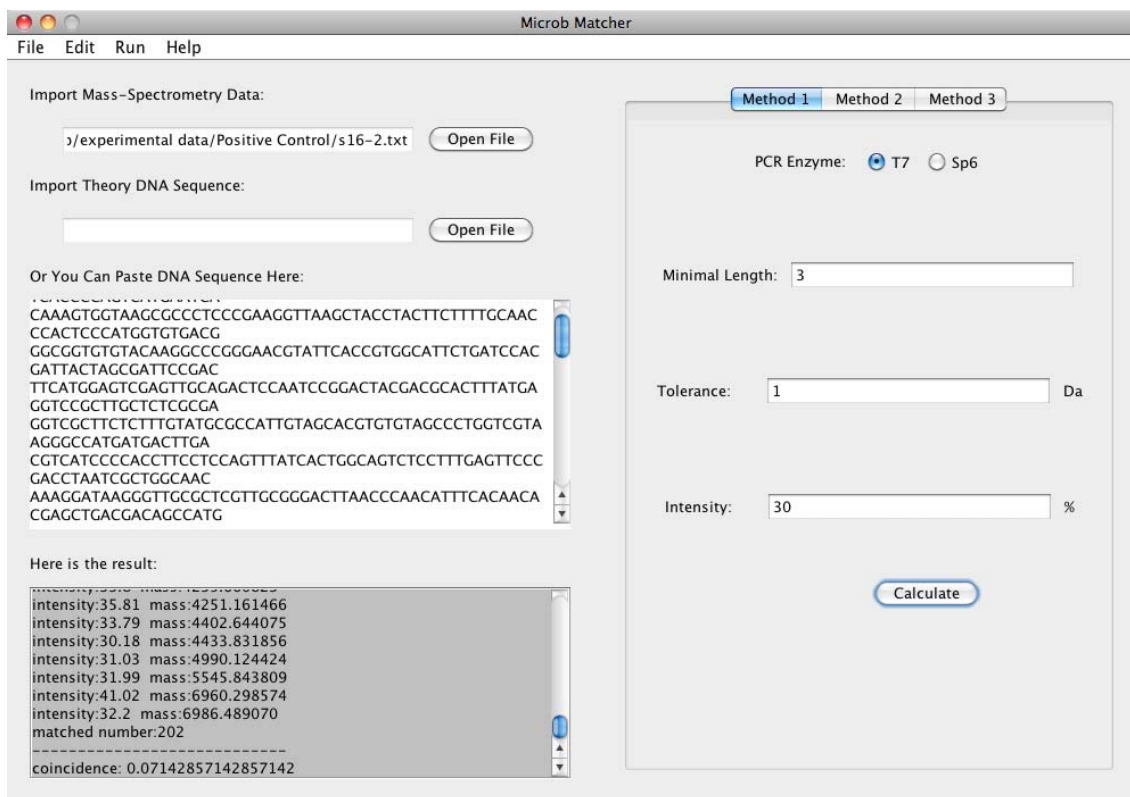 Microb Matcher
File Edit Run Help
Import Mass-Spectrometry Data:
o/experimental data/Positive Control/s16-2.txt Open File
Import Theory DNA Sequence:
Open File
Or You Can Paste DNA Sequence Here:
CAAAGTGGTAAGCGCCCTCCCGAAGGTTAAGCTACCTACTTCTTTTGCAAC
CCACTCCCATGGTGTGACG
GGCGGTGTGTACAAGGCCCGGGAACGTATTCACCGTGGCATTCTGATCCAC
GATTACTAGCGATTCCGAC
TTCATGGAGTCGAGTTGCAGACTCCAATCCGGACTACGACGCACTTTATGA
GGTCCGCTTGCTCTCGCGA
GGTCGCTTCTCTTTGTATGCGCCATTGTAGCACGTGTGTAGCCCTGGTCGTA
AGGGCCATGATGACTTGA
CGTCATCCCCACCTTCCTCCAGTTTATCACTGGCAGTCTCCTTTGAGTTCCC
GACCTAATCGCTGGCAAC
AAAGGATAAGGGTTGCGCTCGTTGCGGGACTTAACCCAACATTTCACAACA
CGAGCTGACGACAGCCATG
Here is the result:
intensity:35.81 mass:4251.161466
intensity:33.79 mass:4402.644075
intensity:30.18 mass:4433.831856
intensity:31.03 mass:4990.124424
intensity:31.99 mass:5545.843809
intensity:41.02 mass:6960.298574
intensity:32.2 mass:6986.489070
matched number:202
----------------------------
coincidence: 0.07142857142857142
Method 1 Method 2 Method 3
PCR Enzyme: T7 Sp6
Minimal Length: 3
Tolerance: 1 Da
Intensity: 30 %
Calculate